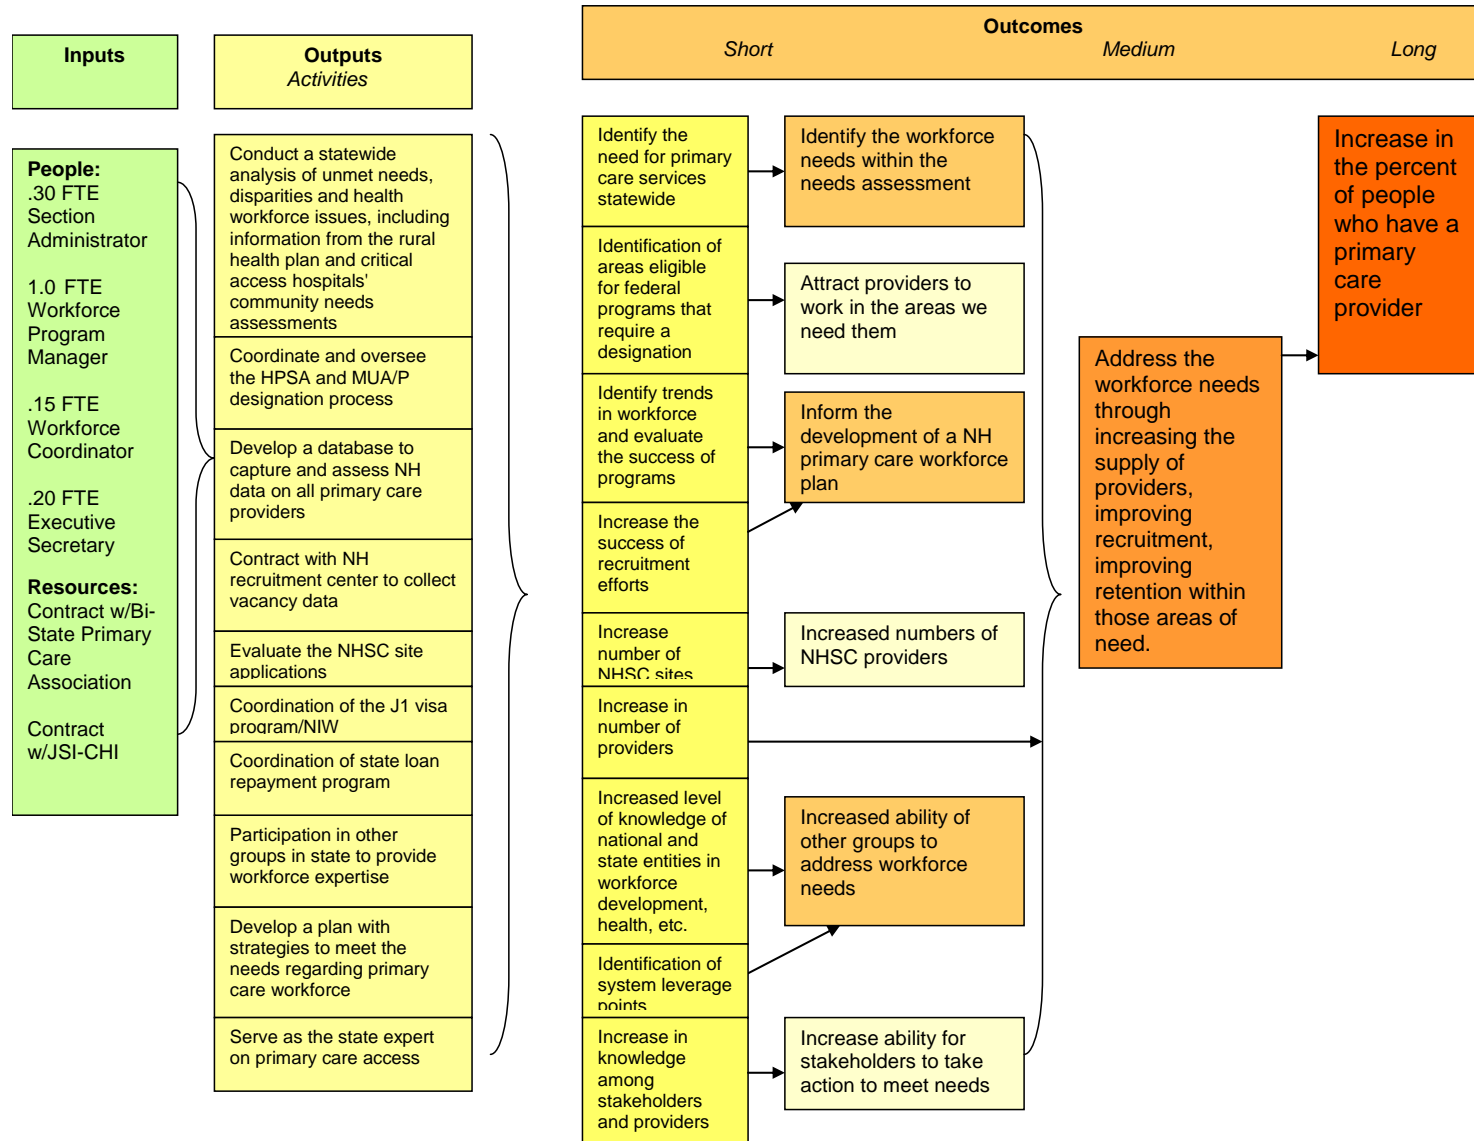 Inputs
Outputs
Activities
Outcomes
Short
Medium
Long
People:
.30 FTE
Section
Administrator
1.0 FTE
Workforce
Program
Manager
.15 FTE
Workforce
Coordinator
.20 FTE
Executive
Secretary
Resources:
Contract w/Bi-
State Primary
Care
Association
Contract
w/JSI-CHI
Conduct a statewide
analysis of unmet needs,
disparities and health
workforce issues, including
information from the rural
health plan and critical
access hospitals'
community needs
assessments
Coordinate and oversee
the HPSA and MUA/P
designation process
Develop a database to
capture and assess NH
data on all primary care
providers
Contract with NH
recruitment center to collect
vacancy data
Evaluate the NHSC site
applications
Coordination of the J1 visa
program/NIW
Coordination of state loan
repayment program
Participation in other
groups in state to provide
workforce expertise
Develop a plan with
strategies to meet the
needs regarding primary
care workforce
Serve as the state expert
on primary care access
Identify the
need for primary
care services
statewide
Identification of
areas eligible
for federal
programs that
require a
designation
Identify trends
in workforce
and evaluate
the success of
programs
Increase the
success of
recruitment
efforts
Increase
number of
NHSC sites
Increase in
number of
providers
Increased level
of knowledge of
national and
state entities in
workforce
development,
health, etc.
Identification of
system leverage
points
Increase in
knowledge
among
stakeholders
and providers
Identify the workforce
needs within the
needs assessment
Attract providers to
work in the areas we
need them
Inform the
development of a NH
primary care workforce
plan
Increased numbers of
NHSC providers
Increased ability of
other groups to
address workforce
needs
Increase ability for
stakeholders to take
action to meet needs
Address the
workforce needs
through
increasing the
supply of
providers,
improving
recruitment,
improving
retention within
those areas of
need.
Increase in
the percent
of people
who have a
primary
care
provider